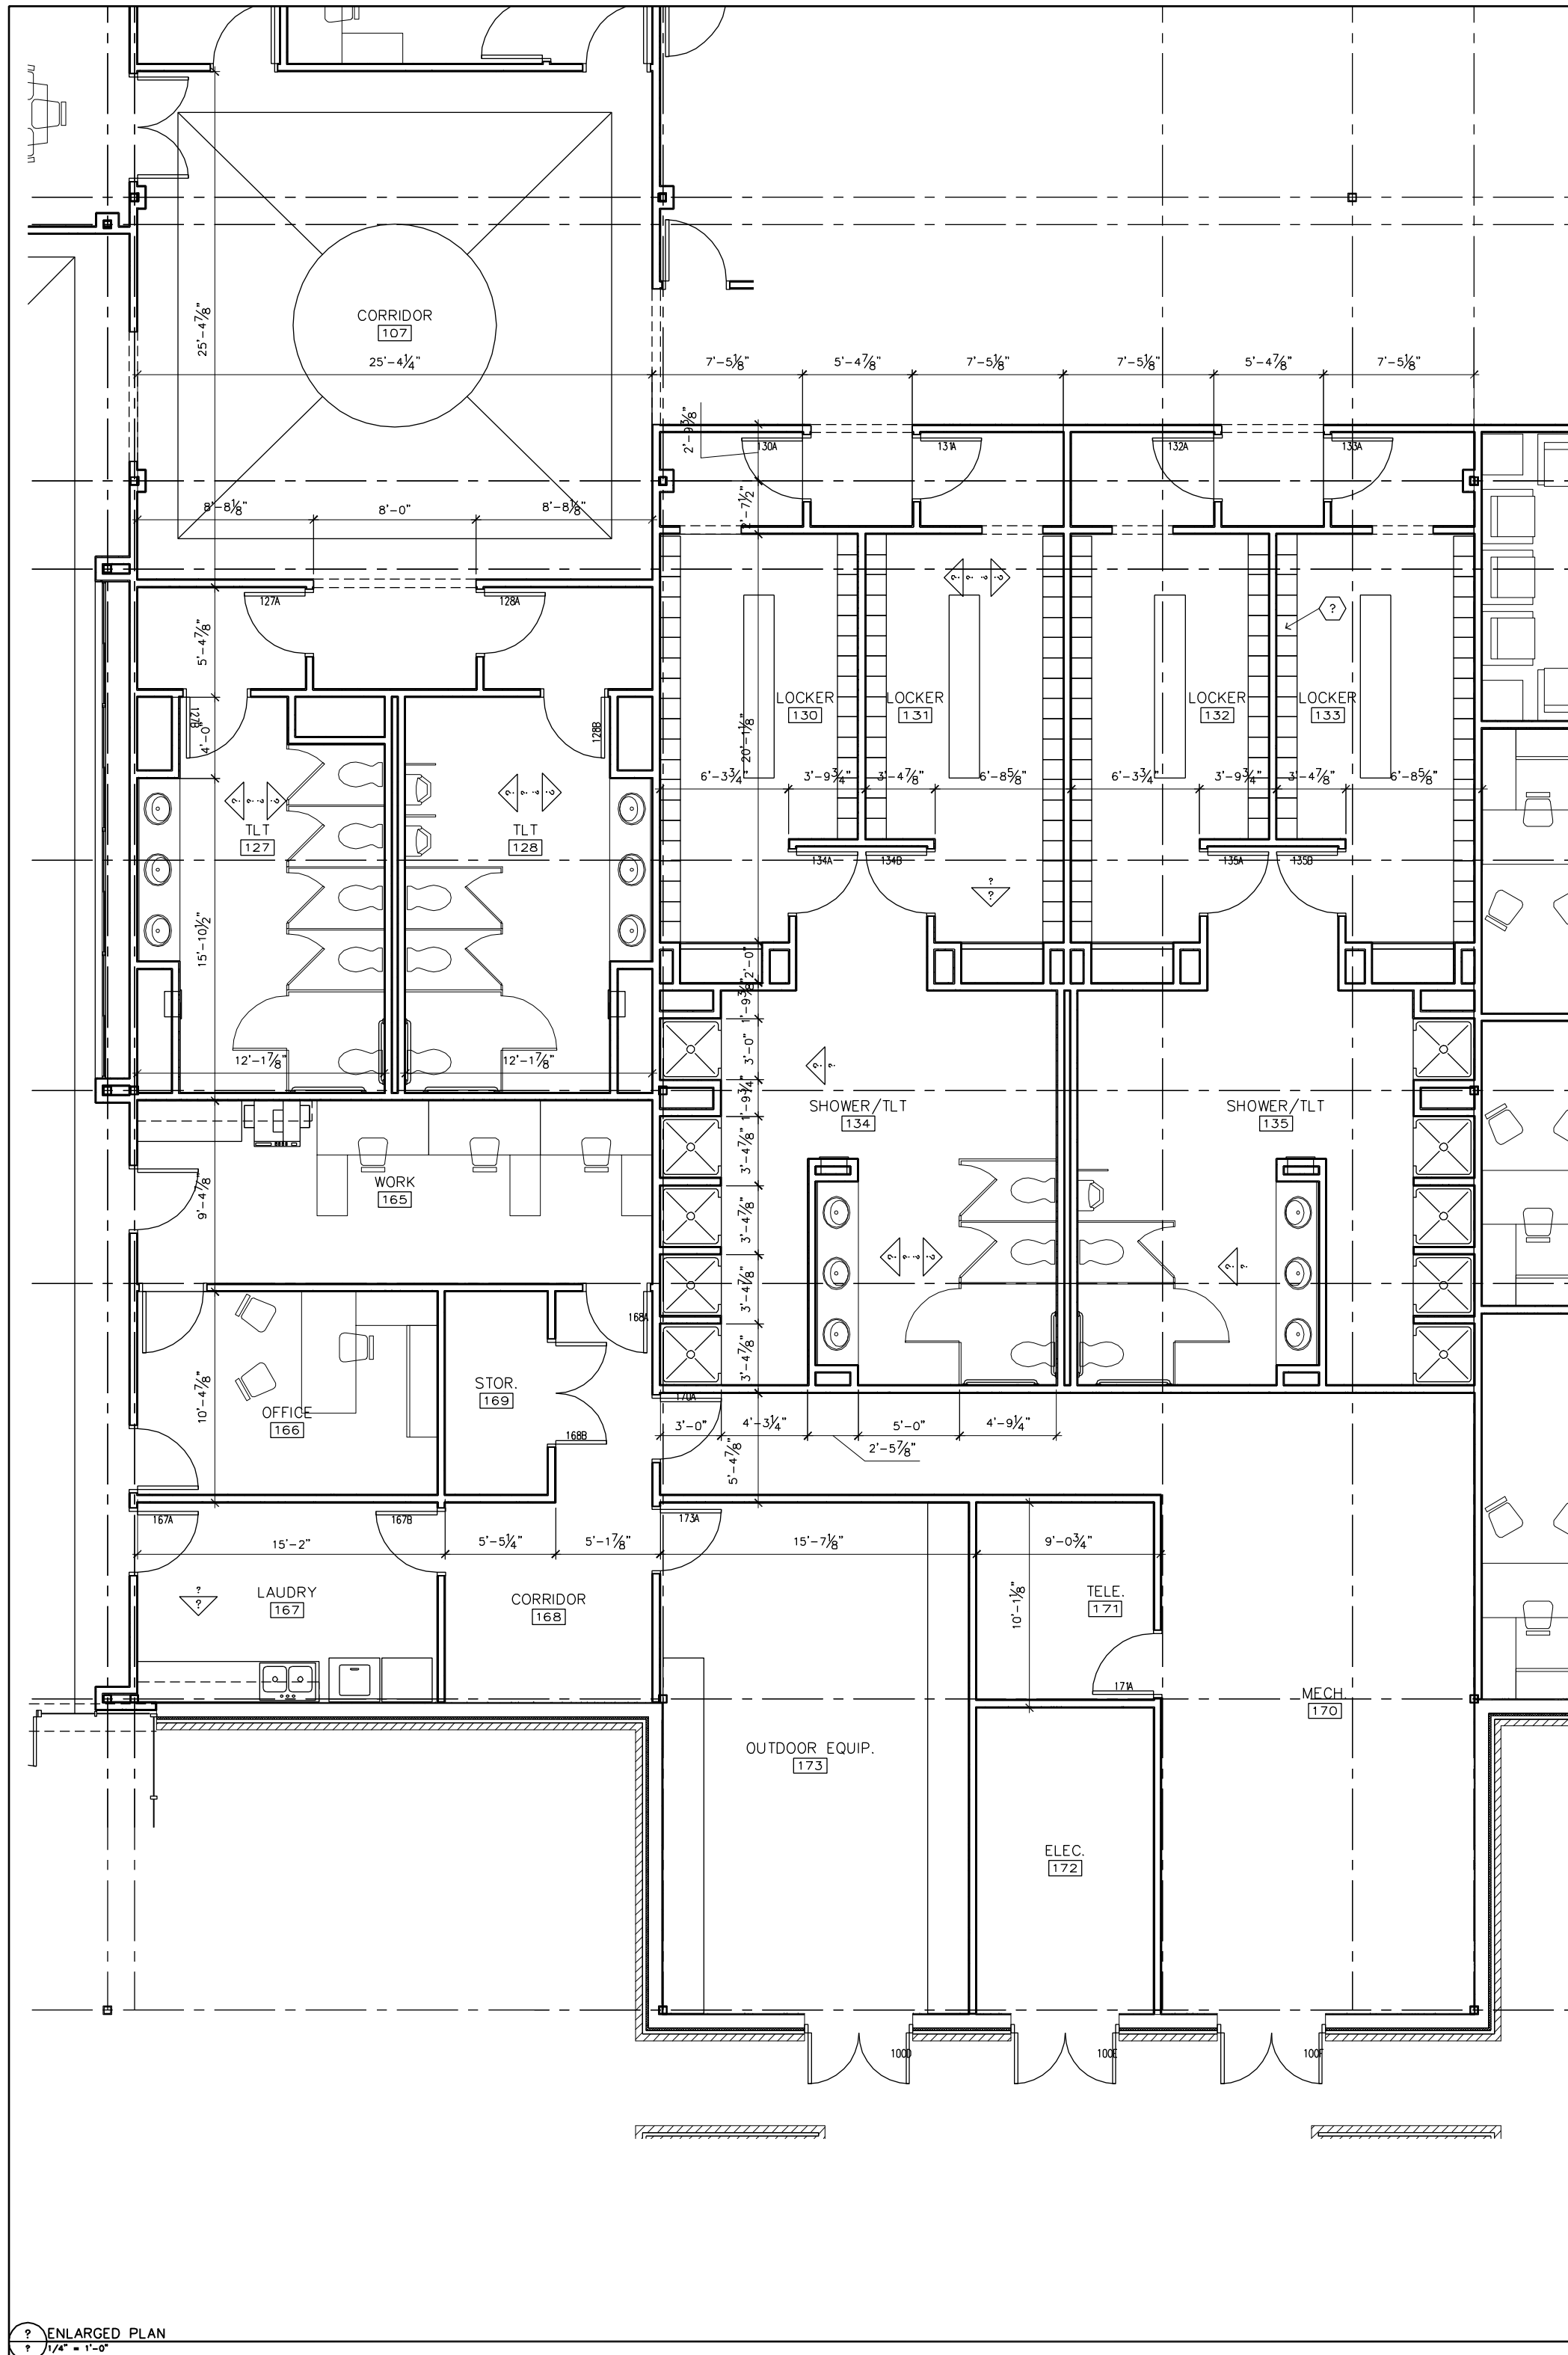 CORRIDOR
107
25'-4⅞"
25'-4¼"
7'-5⅛"
5'-4⅞"
7'-5⅛"
7'-5⅛"
5'-4⅞"
7'-5⅛"
2'-9⅜"
130A
131A
132A
133A
8'-8⅛"
8'-0"
8'-8⅛"
2'-7½"
127A
128A
? ? ? ?
?
5'-4⅞"
LOCKER
130
LOCKER
131
LOCKER
132
LOCKER
133
127B
4'-0"
128B
20'-1⅛"
6'-3¾"
3'-9¾"
3'-4⅞"
6'-8⅝"
6'-3¾"
3'-9¾"
3'-4⅞"
6'-8⅝"
? ? ? ?
? ? ? ?
TLT
127
TLT
128
134A
134B
135A
135B
?
?
15'-10½"
2'-0"
1'-9¾"
3'-0"
1'-9¾"
12'-1⅞"
12'-1⅞"
? ?
SHOWER/TLT
134
SHOWER/TLT
135
3'-4⅞"
WORK
165
9'-4⅞"
3'-4⅞"
? ? ? ?
? ?
3'-4⅞"
168A
3'-4⅞"
STOR.
169
10'-4⅞"
OFFICE
166
170A
168B
3'-0"
4'-3¼"
5'-0"
4'-9¼"
2'-5⅞"
5'-4⅞"
167A
167B
173A
15'-2"
5'-5¼"
5'-1⅞"
15'-7⅛"
9'-0¾"
?
?
LAUDRY
167
CORRIDOR
168
TELE.
171
10'-1⅛"
171A
MECH.
170
OUTDOOR EQUIP.
173
ELEC.
172
100D
100E
100F
?
ENLARGED PLAN
?
1/4" = 1'-0"